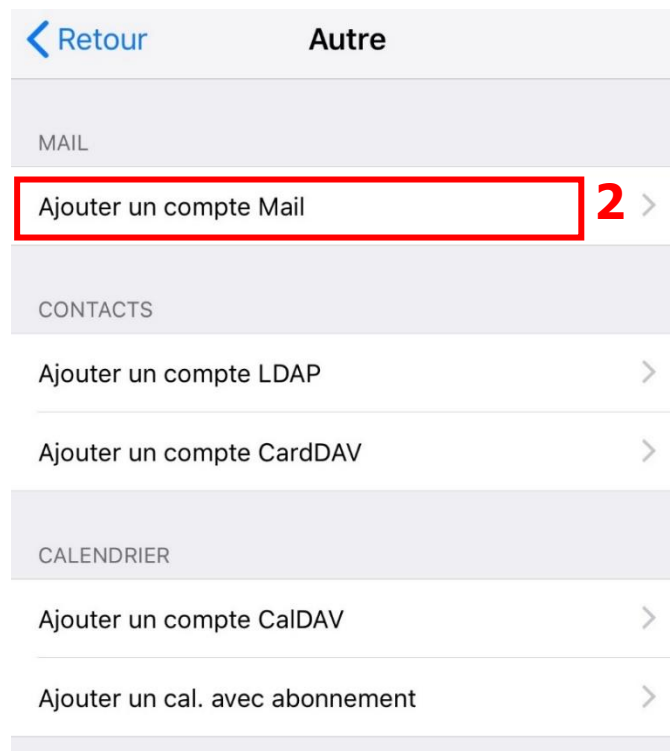 Retour Autre
MAIL
Ajouter un compte Mail 2
CONTACTS
Ajouter un compte LDAP
Ajouter un compte CardDAV
CALENDRIER
Ajouter un compte CalDAV
Ajouter un cal. avec abonnement